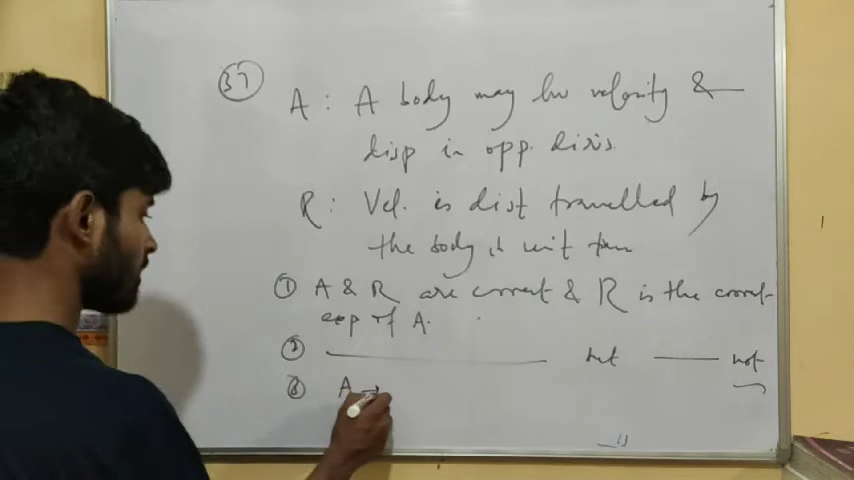 37
A : A body may hv velocity &
disp in opp. dirxs.
R : Vel. is dist travelled by
the body in unit time
① A & R are correct & R is the correct
exp of A.
② but not
③ A →